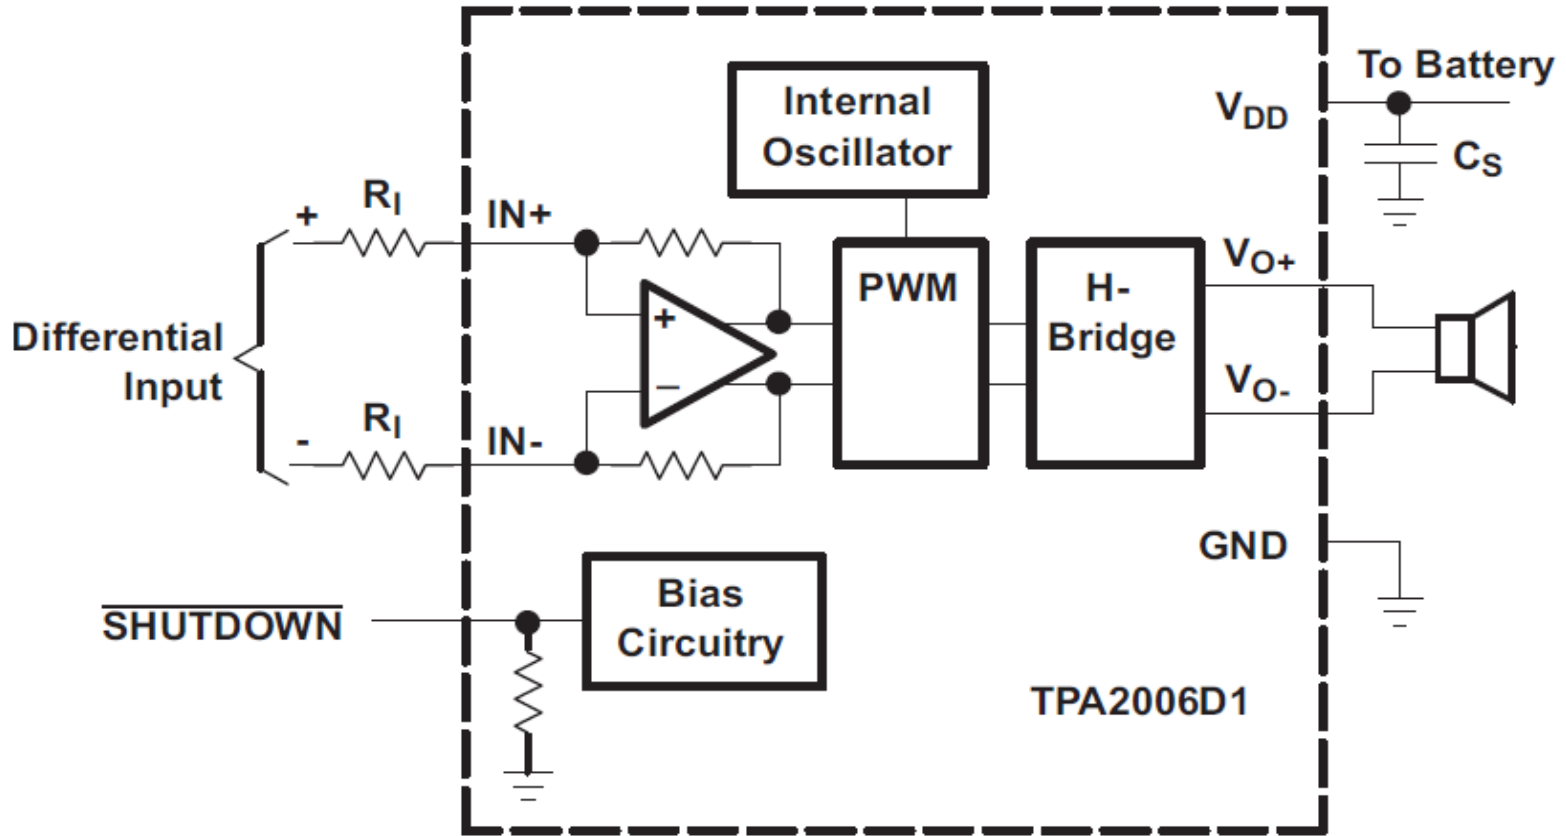 To Battery
Internal
Oscillator
VDD
CS
RI
+
IN+
PWM
H-
Bridge
VO+
+
Differential
Input
−
VO-
RI
-
IN-
GND
SHUTDOWN
Bias
Circuitry
TPA2006D1